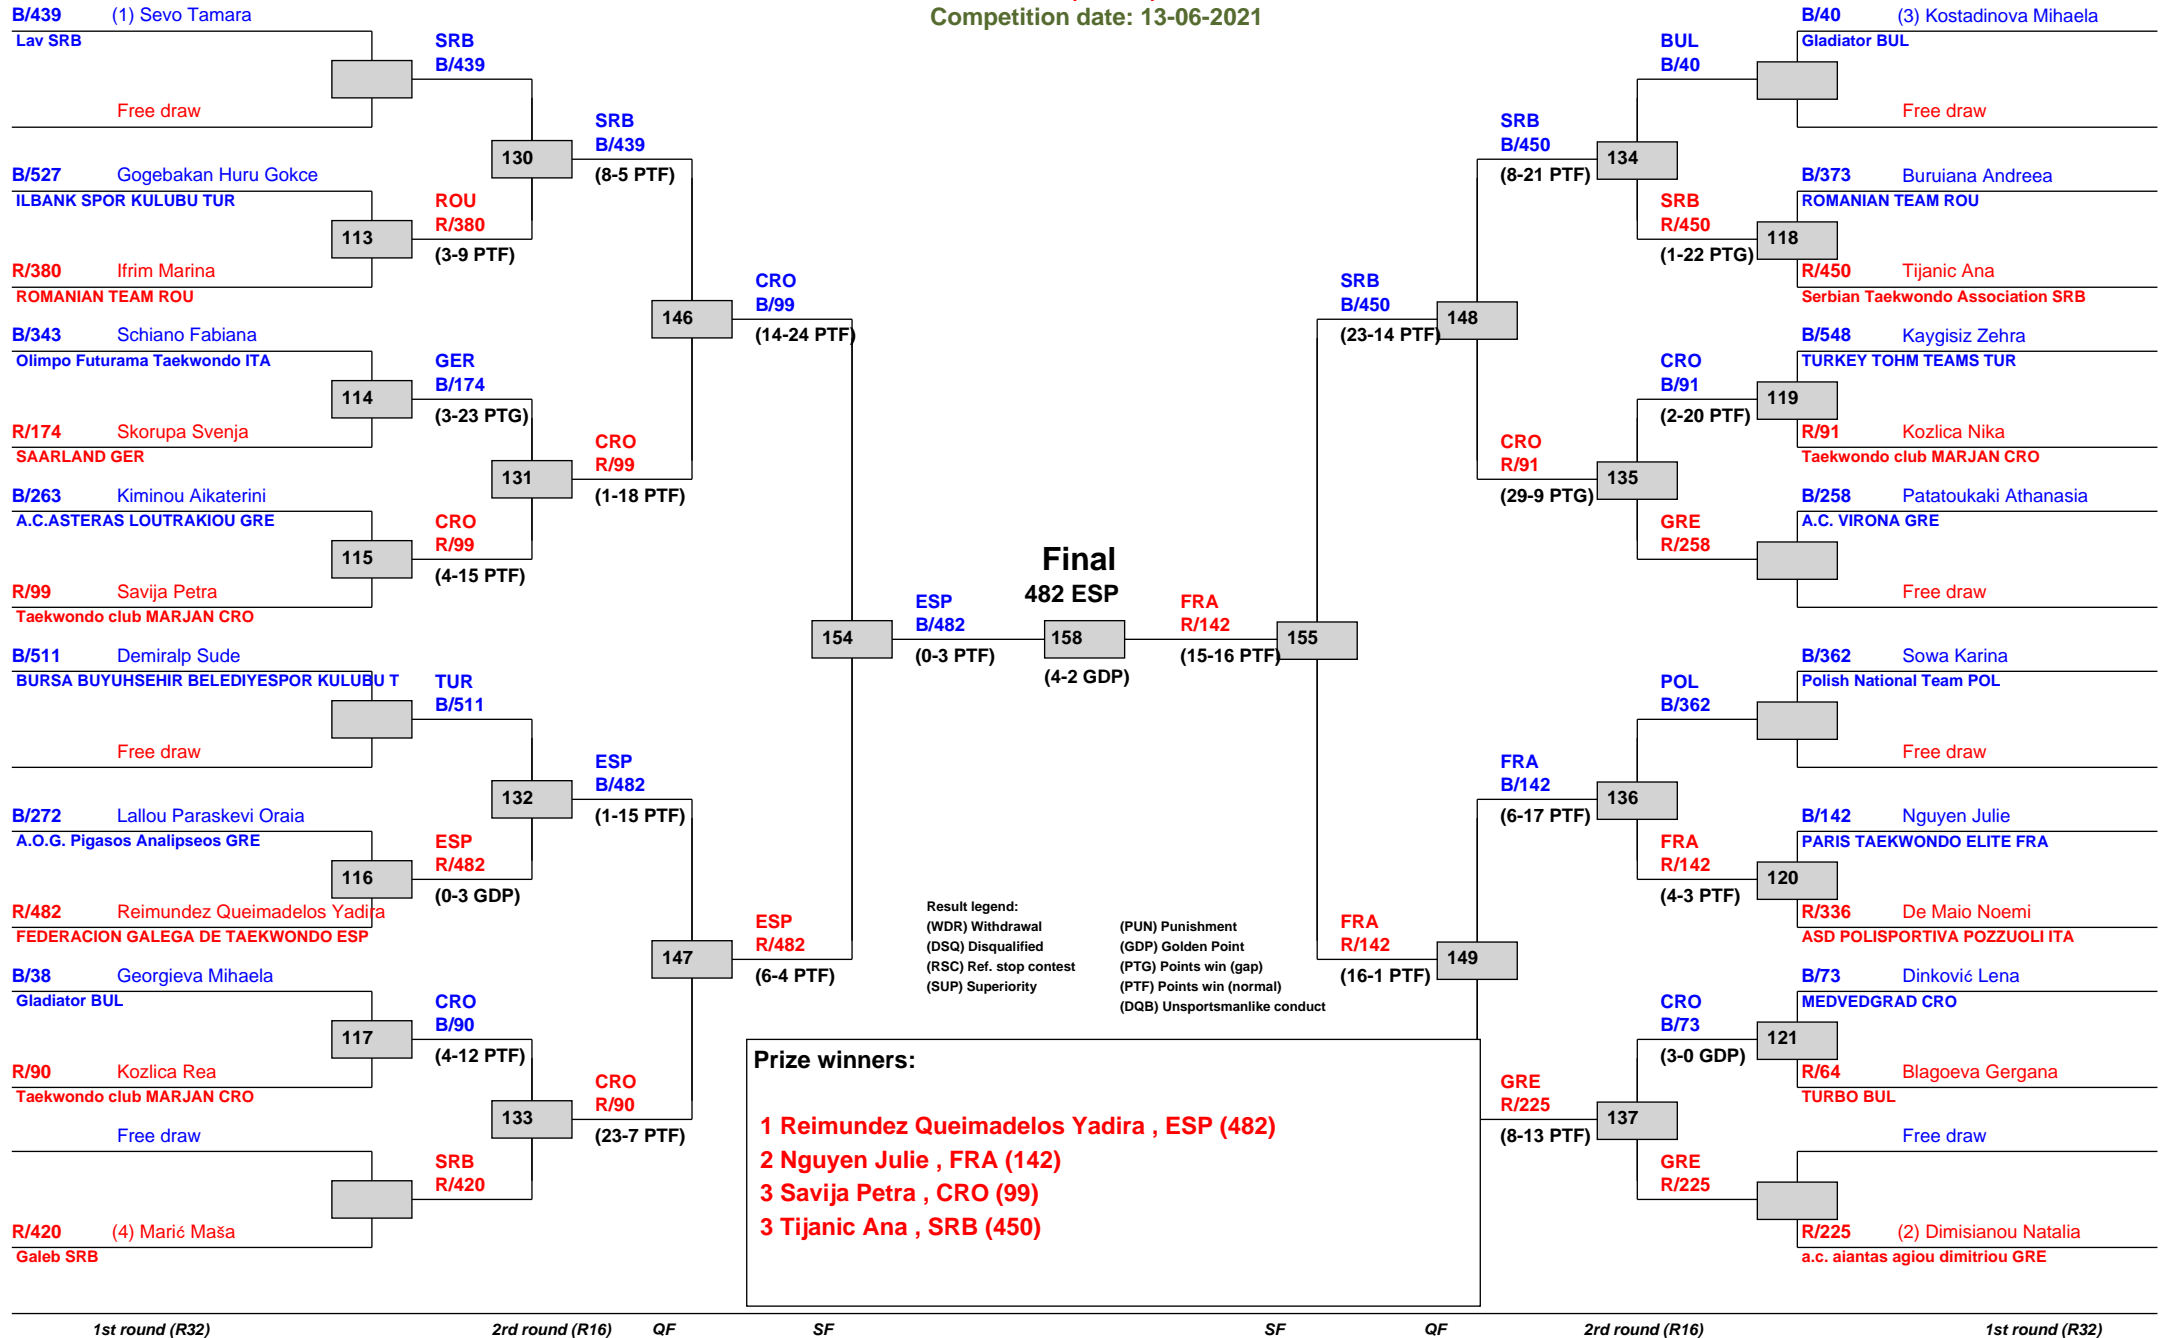 Competition date: 13-06-2021
B/439 (1) Sevo Tamara
Lav SRB
Free draw
B/527 Gogebakan Huru Gokce
ILBANK SPOR KULUBU TUR
113
R/380 Ifrim Marina
ROMANIAN TEAM ROU
B/343 Schiano Fabiana
Olimpo Futurama Taekwondo ITA
114
R/174 Skorupa Svenja
SAARLAND GER
B/263 Kiminou Aikaterini
A.C.ASTERAS LOUTRAKIOU GRE
115
R/99 Savija Petra
Taekwondo club MARJAN CRO
B/511 Demiralp Sude
BURSA BUYUHSEHIR BELEDIYESPOR KULUBU T
Free draw
B/272 Lallou Paraskevi Oraia
A.O.G. Pigasos Analipseos GRE
116
R/482 Reimundez Queimadelos Yadira
FEDERACION GALEGA DE TAEKWONDO ESP
B/38 Georgieva Mihaela
Gladiator BUL
117
R/90 Kozlica Rea
Taekwondo club MARJAN CRO
Free draw
R/420 (4) Marić Maša
Galeb SRB
SRB
B/439
130
ROU
R/380
(3-9 PTF)
GER
B/174
(3-23 PTG)
131
CRO
R/99
(4-15 PTF)
TUR
B/511
132
ESP
R/482
(0-3 GDP)
CRO
B/90
(4-12 PTF)
133
SRB
R/420
SRB
B/439
(8-5 PTF)
146
CRO
R/99
(1-18 PTF)
ESP
B/482
(1-15 PTF)
147
CRO
R/90
(23-7 PTF)
CRO
B/99
(14-24 PTF)
154
ESP
R/482
(6-4 PTF)
ESP
B/482
(0-3 PTF)
Final
482 ESP
158
(4-2 GDP)
FRA
R/142
(15-16 PTF)
155
SRB
B/450
(23-14 PTF)
148
FRA
R/142
(16-1 PTF)
149
SRB
B/450
(8-21 PTF)
134
CRO
R/91
(29-9 PTG)
135
FRA
B/142
(6-17 PTF)
136
GRE
R/225
(8-13 PTF)
137
BUL
B/40
SRB
R/450
(1-22 PTG)
118
CRO
B/91
(2-20 PTF)
119
GRE
R/258
POL
B/362
FRA
R/142
(4-3 PTF)
120
CRO
B/73
(3-0 GDP)
121
GRE
R/225
B/40 (3) Kostadinova Mihaela
Gladiator BUL
Free draw
B/373 Buruiana Andreea
ROMANIAN TEAM ROU
R/450 Tijanic Ana
Serbian Taekwondo Association SRB
B/548 Kaygisiz Zehra
TURKEY TOHM TEAMS TUR
R/91 Kozlica Nika
Taekwondo club MARJAN CRO
B/258 Patatoukaki Athanasia
A.C. VIRONA GRE
Free draw
B/362 Sowa Karina
Polish National Team POL
Free draw
B/142 Nguyen Julie
PARIS TAEKWONDO ELITE FRA
R/336 De Maio Noemi
ASD POLISPORTIVA POZZUOLI ITA
B/73 Dinković Lena
MEDVEDGRAD CRO
R/64 Blagoeva Gergana
TURBO BUL
Free draw
R/225 (2) Dimisianou Natalia
a.c. aiantas agiou dimitriou GRE
Result legend:
(WDR) Withdrawal (PUN) Punishment
(DSQ) Disqualified (GDP) Golden Point
(RSC) Ref. stop contest (PTG) Points win (gap)
(SUP) Superiority (PTF) Points win (normal)
(DQB) Unsportsmanlike conduct
Prize winners:
1 Reimundez Queimadelos Yadira , ESP (482)
2 Nguyen Julie , FRA (142)
3 Savija Petra , CRO (99)
3 Tijanic Ana , SRB (450)
1st round (R32) 2rd round (R16) QF SF SF QF 2rd round (R16) 1st round (R32)